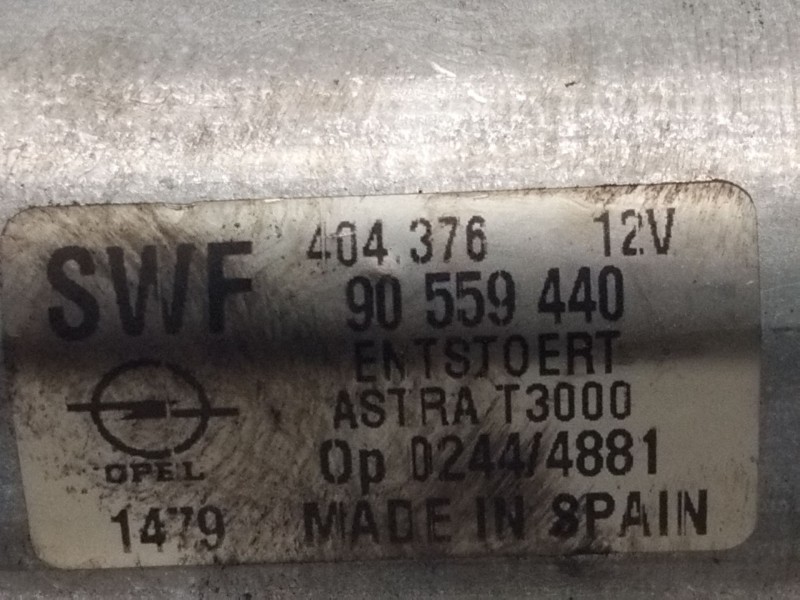 SWF 404.376 12V
90 559 440
ENTSTOERT
ASTRA T3000
OPEL Op 0244/4881
1479 MADE IN SPAIN